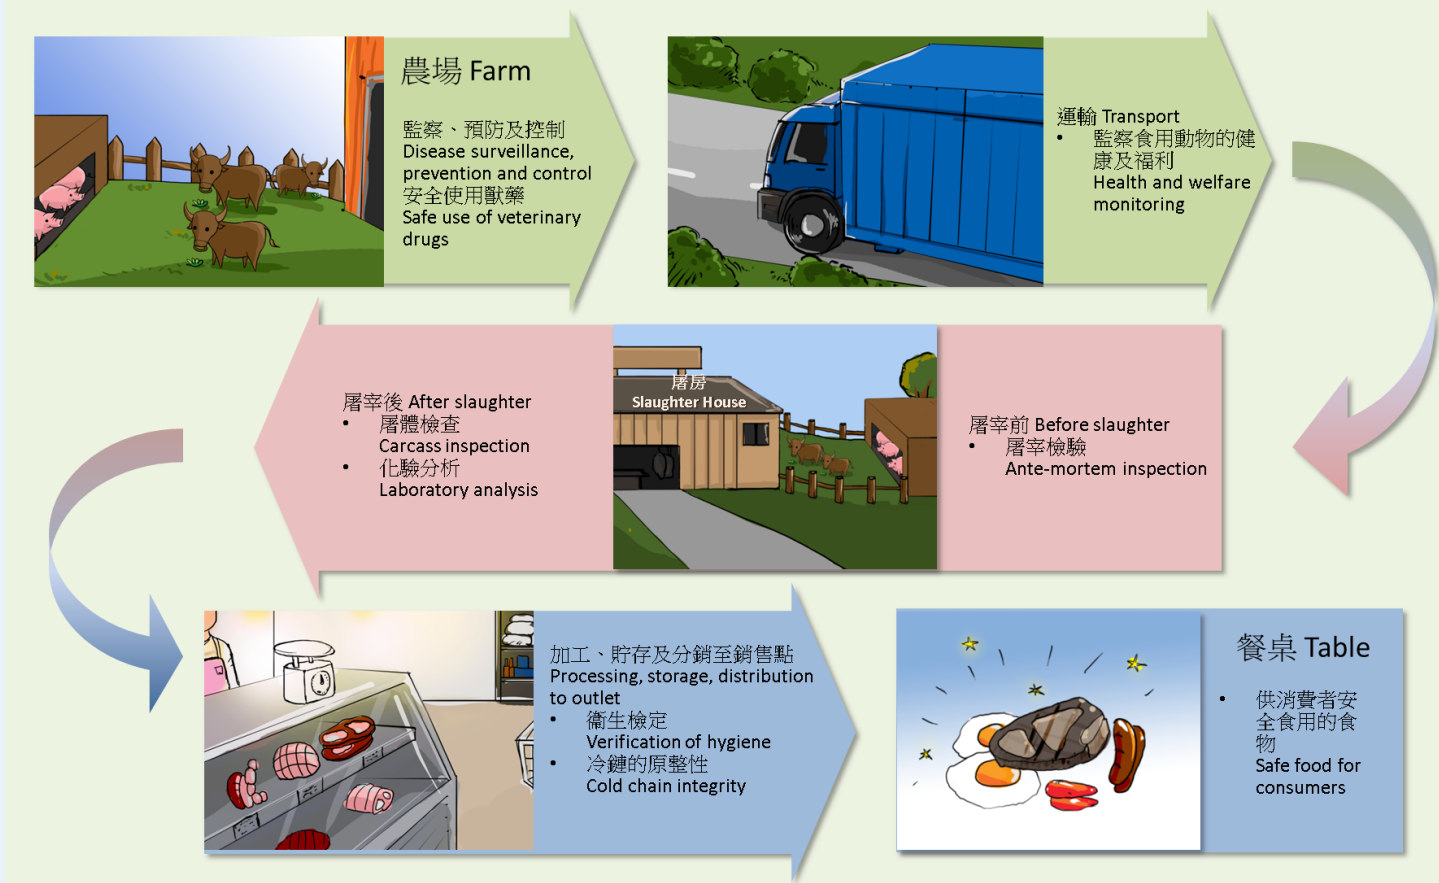 農場 Farm
監察、預防及控制
Disease surveillance,
prevention and control
安全使用獸藥
Safe use of veterinary
drugs
運輸 Transport
• 監察食用動物的健
康及福利
Health and welfare
monitoring
屠宰前 Before slaughter
• 屠宰檢驗
Ante-mortem inspection
屠房
Slaughter House
屠宰後 After slaughter
• 屠體檢查
Carcass inspection
• 化驗分析
Laboratory analysis
加工、貯存及分銷至銷售點
Processing, storage, distribution
to outlet
• 衞生檢定
Verification of hygiene
• 冷鏈的原整性
Cold chain integrity
餐桌 Table
• 供消費者安
全食用的食
物
Safe food for
consumers